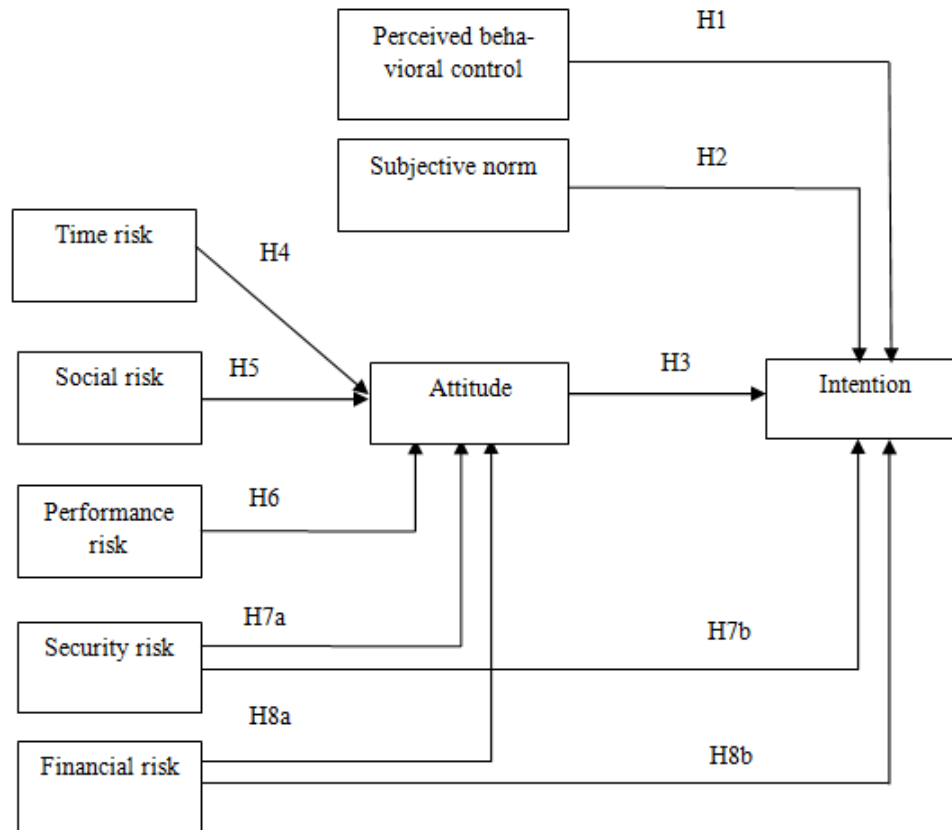 H1
Perceived beha-
vioral control
H2
Subjective norm
Time risk
H4
H5
Social risk
H3
Attitude
Intention
H6
Performance
risk
H7a
H7b
Security risk
H8a
H8b
Financial risk